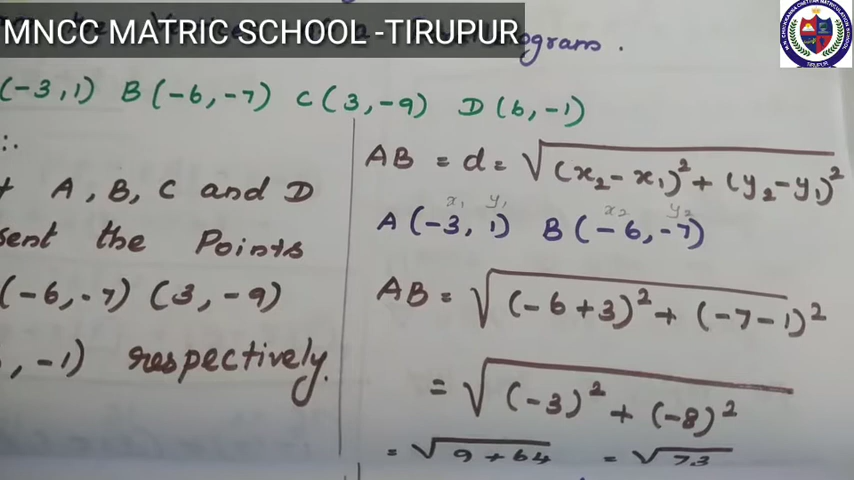 MNCC MATRIC SCHOOL -TIRUPUR
ogram.
(-3,1) B(-6,-7) C(3,-9) D(6,-1)
A, B, C and D
sent the Points
(-6,-7) (3,-9)
, -1) respectively.
AB = d = √(x₂-x₁)²+(y₂-y₁)²
x₁ y₁ x₂ y₂
A(-3, 1) B(-6,-7)
AB = √(-6+3)²+(-7-1)²
= √(-3)²+(-8)²
= √9+64 = √73